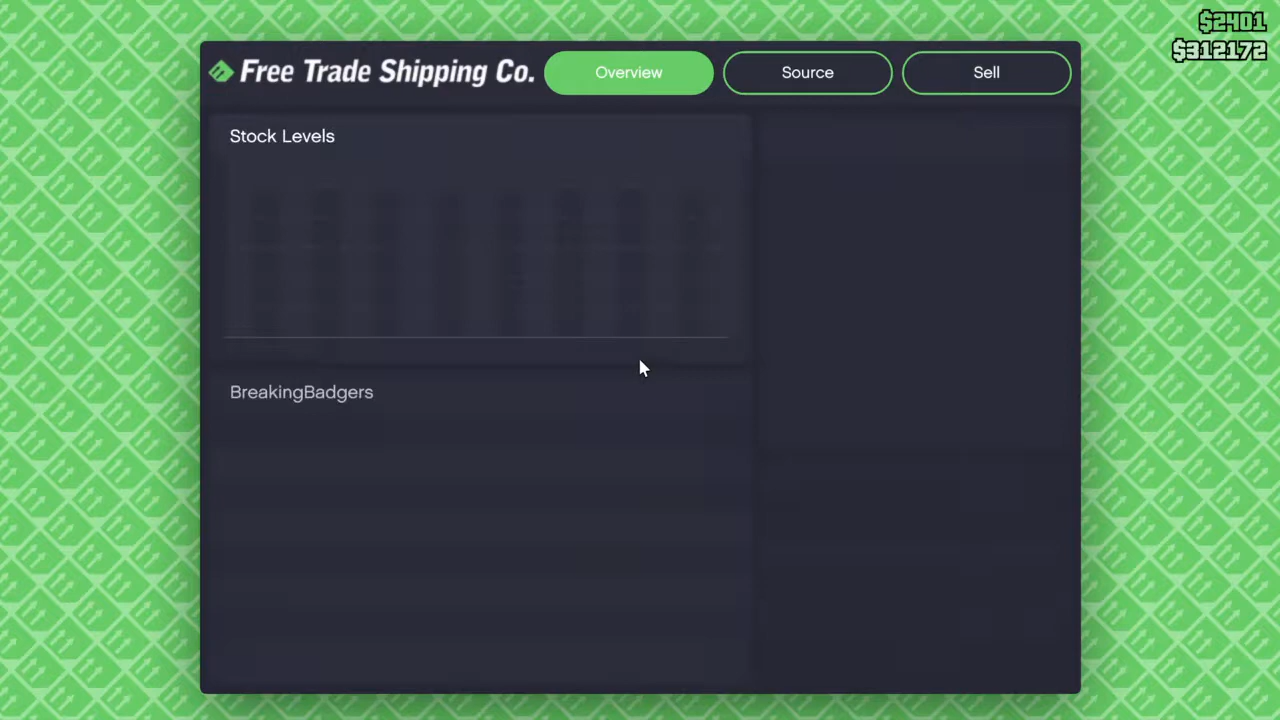 $2401
$312172
Free Trade Shipping Co.
Overview
Source
Sell
Stock Levels
BreakingBadgers